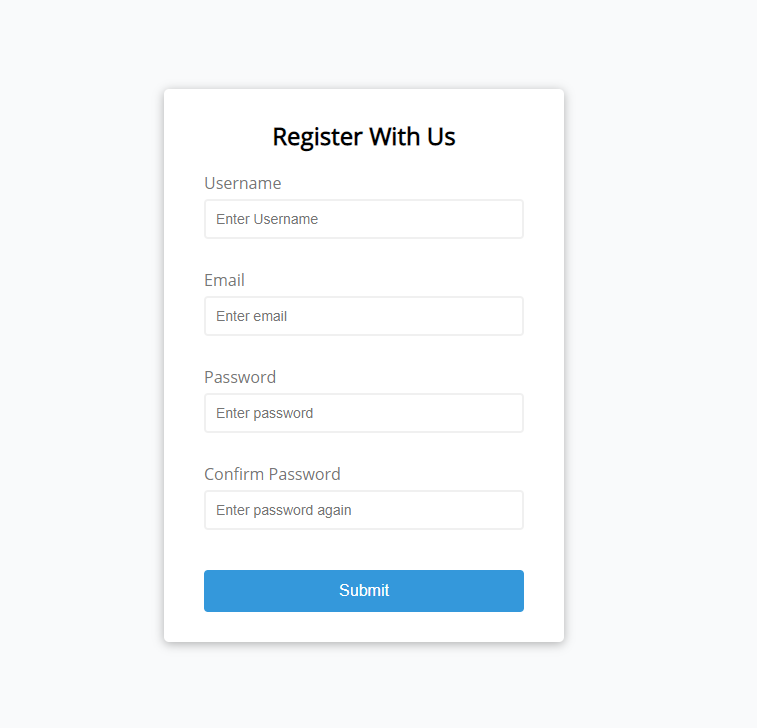 Register With Us
Username
Enter Username
Email
Enter email
Password
Enter password
Confirm Password
Enter password again
Submit